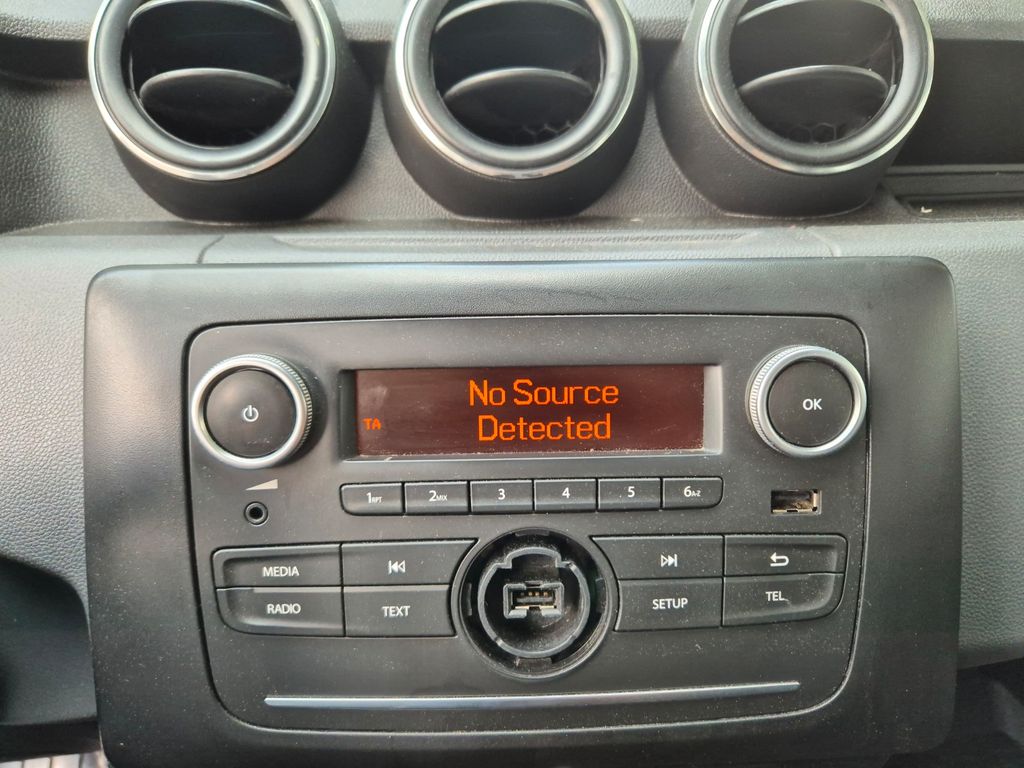 No Source
TA
Detected
OK
1RPT
2MIX
3
4
5
6A-Z
MEDIA
RADIO
TEXT
SETUP
TEL